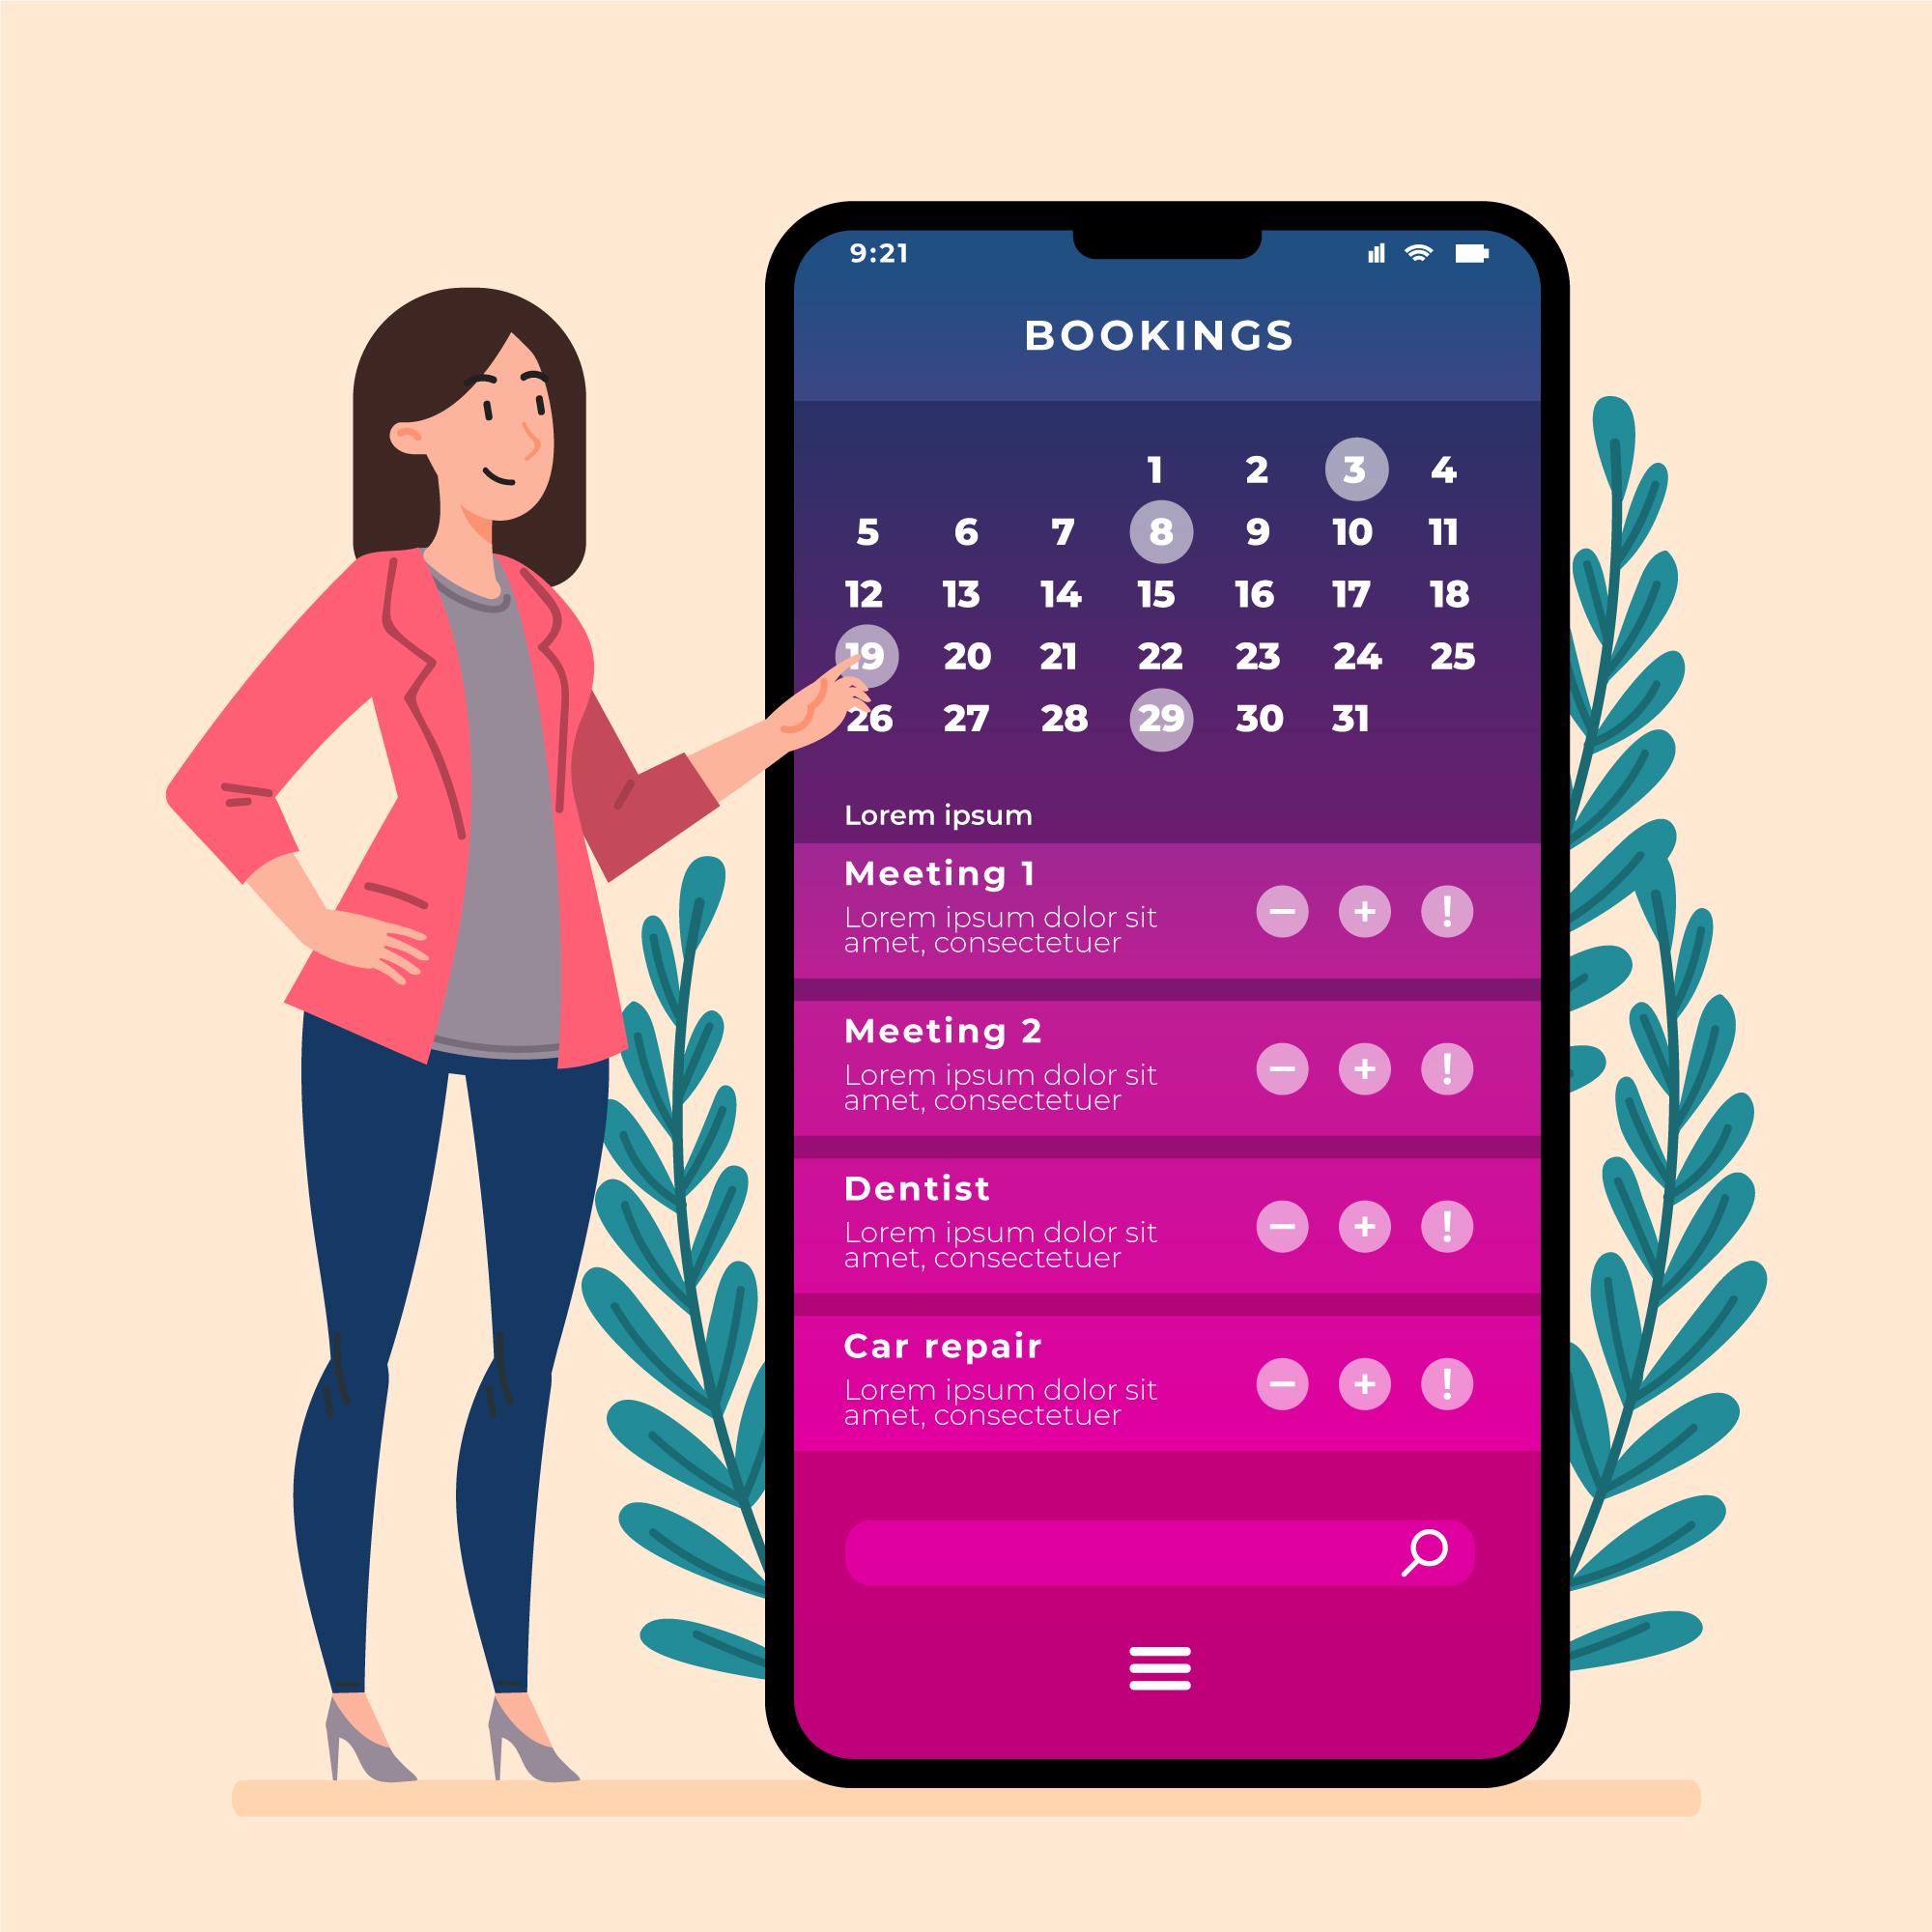 9:21
BOOKINGS
1 2 3 4
5 6 7 8 9 10 11
12 13 14 15 16 17 18
19 20 21 22 23 24 25
26 27 28 29 30 31
Lorem ipsum
Meeting 1
Lorem ipsum dolor sit
amet, consectetuer
- + !
Meeting 2
Lorem ipsum dolor sit
amet, consectetuer
- + !
Dentist
Lorem ipsum dolor sit
amet, consectetuer
- + !
Car repair
Lorem ipsum dolor sit
amet, consectetuer
- + !